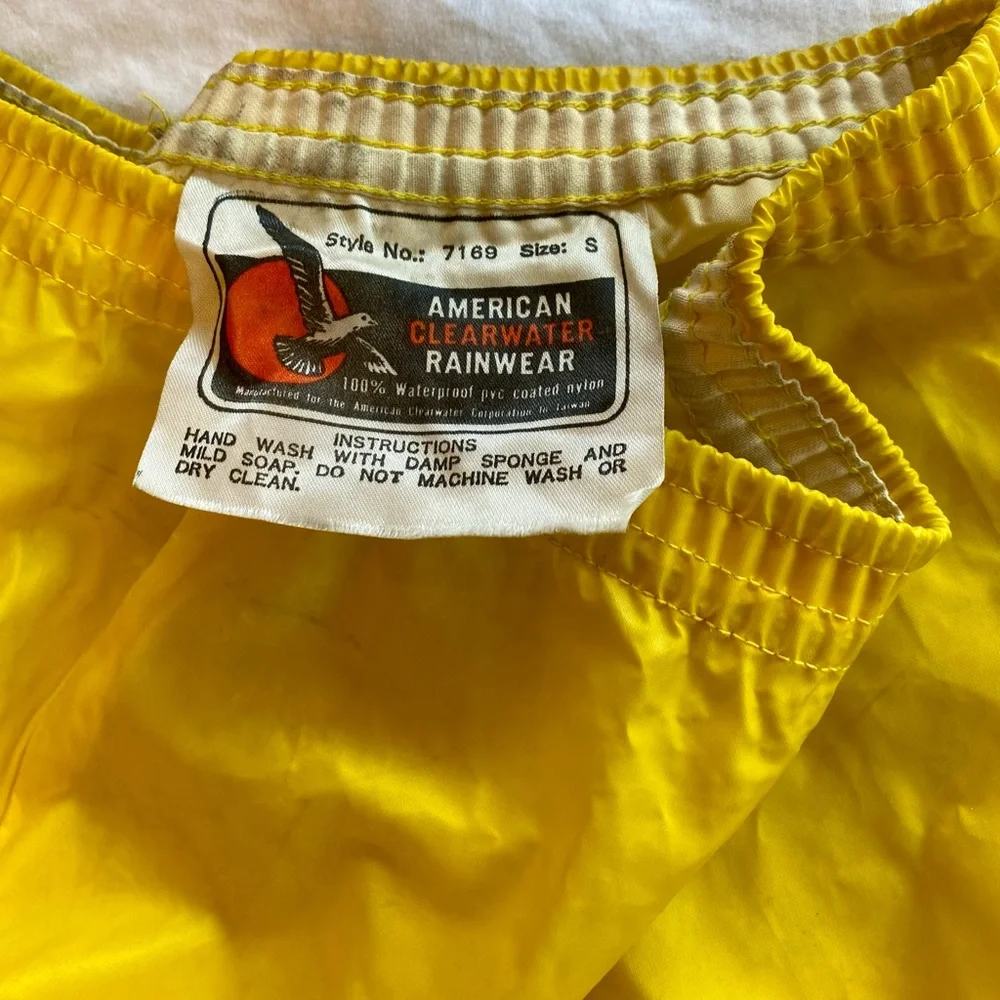 Style No.: 7169 Size: S
AMERICAN
CLEARWATER
RAINWEAR
100% Waterproof pvc coated nylon
Manufactured for the American Clearwater Corporation in Taiwan
HAND WASH INSTRUCTIONS
MILD SOAP. WITH DAMP SPONGE AND
DRY CLEAN. DO NOT MACHINE WASH OR